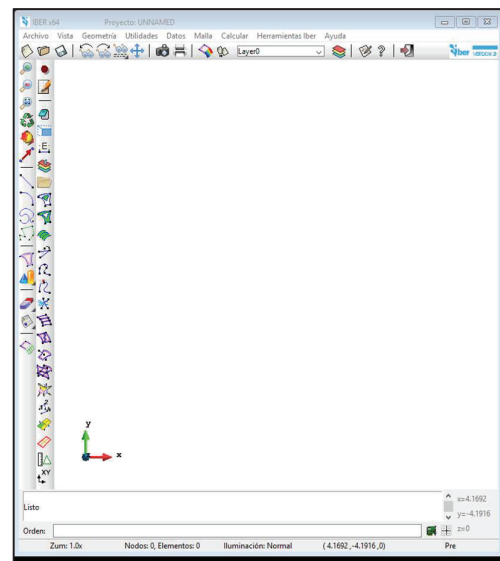 IBER x64 Proyecto: UNNAMED
Archivo Vista Geometría Utilidades Datos Malla Calcular Herramientas Iber Ayuda
Layer0
iber
E
y
x
XY
Listo
x=4.1692
y=-4.1916
z=0
Orden:
Zum: 1.0x Nodos: 0, Elementos: 0 Iluminación: Normal ( 4.1692 ,-4.1916 ,0) Pre